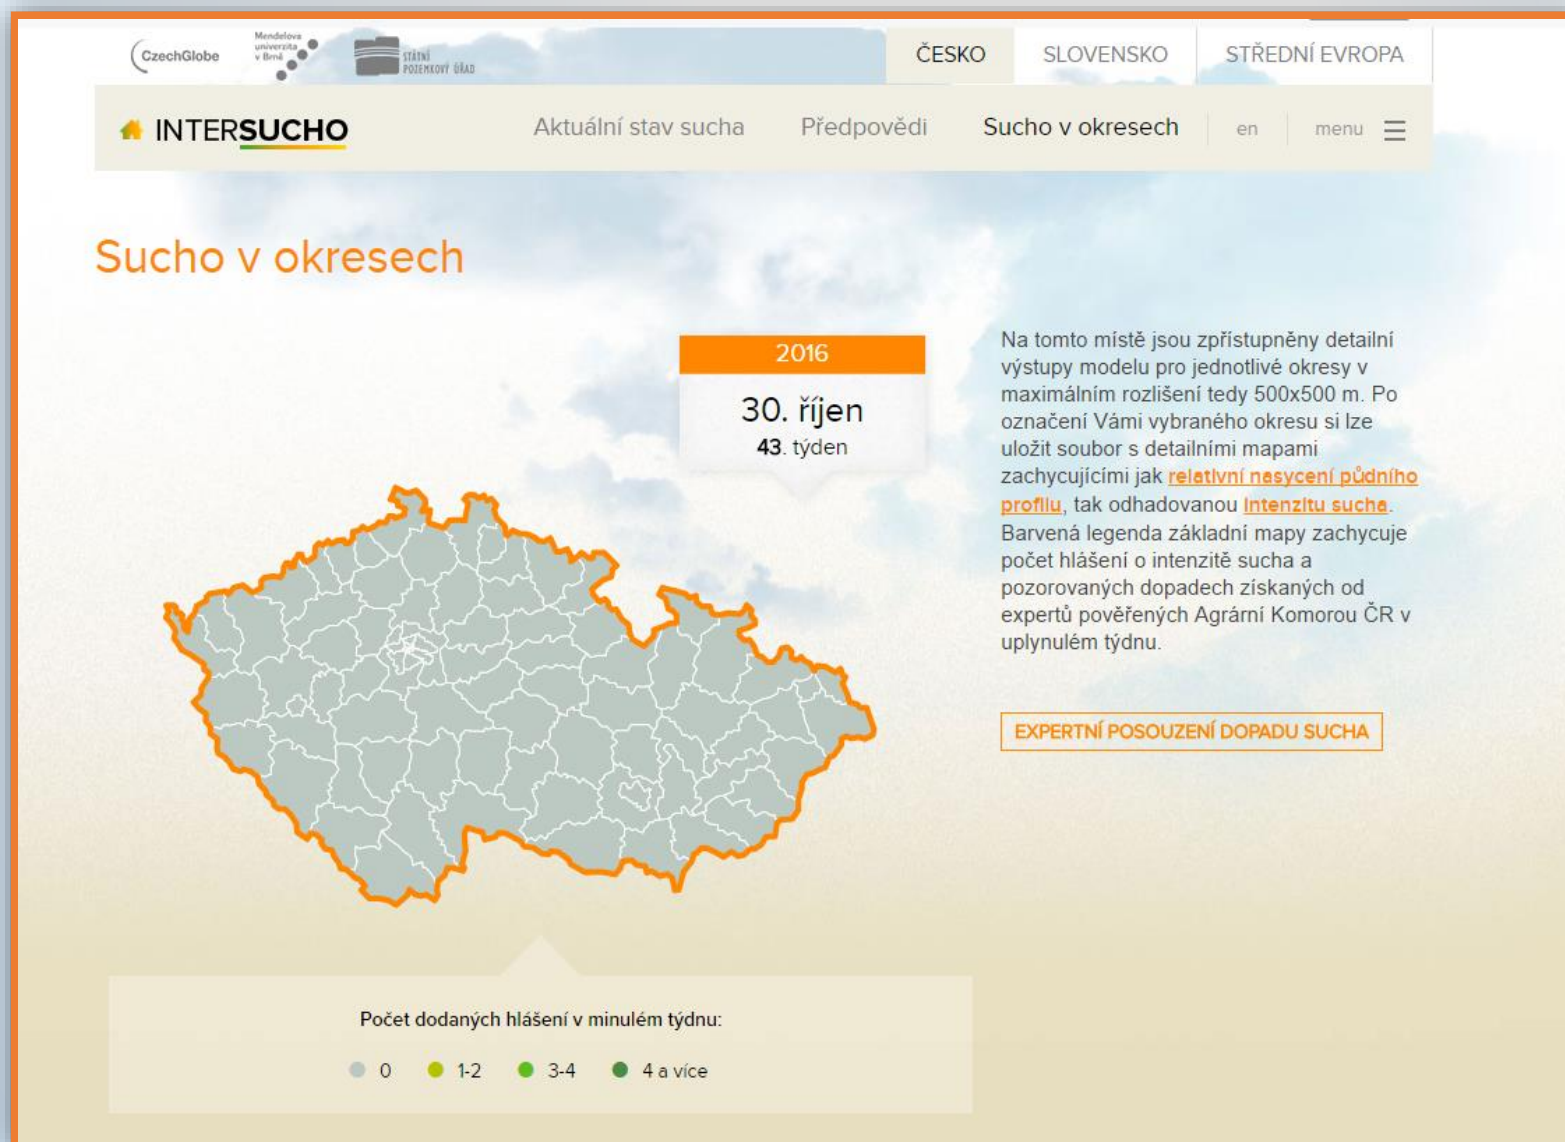 CzechGlobe
Mendelova
univerzita
v Brně
STÁTNÍ
POZEMKOVÝ ÚŘAD
ČESKO
SLOVENSKO
STŘEDNÍ EVROPA
INTERSUCHO
Aktuální stav sucha
Předpovědi
Sucho v okresech
en
menu
Sucho v okresech
2016
30. říjen
43. týden
Na tomto místě jsou zpřístupněny detailní
výstupy modelu pro jednotlivé okresy v
maximálním rozlišení tedy 500x500 m. Po
označení Vámi vybraného okresu si lze
uložit soubor s detailními mapami
zachycujícími jak relativní nasycení půdního
profilu, tak odhadovanou intenzitu sucha.
Barvená legenda základní mapy zachycuje
počet hlášení o intenzitě sucha a
pozorovaných dopadech získaných od
expertů pověřených Agrární Komorou ČR v
uplynulém týdnu.
EXPERTNÍ POSOUZENÍ DOPADU SUCHA
Počet dodaných hlášení v minulém týdnu:
0
1-2
3-4
4 a více